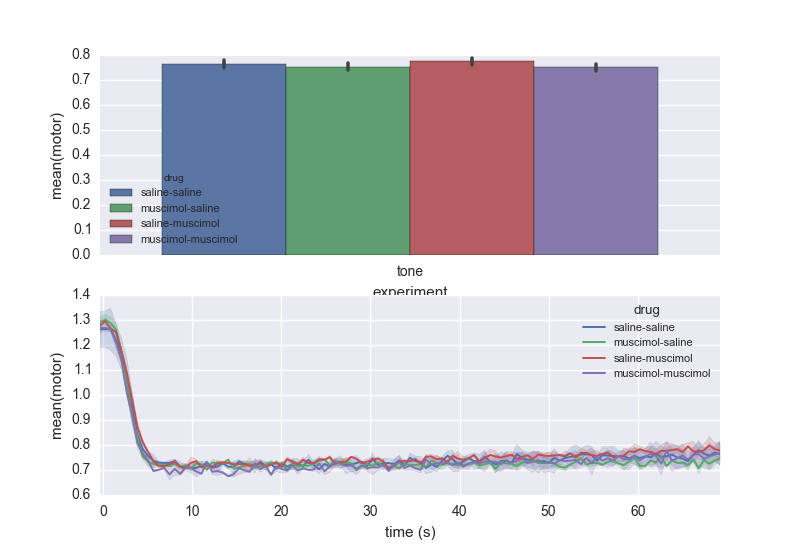 0.8
0.7
0.6
0.5
0.4
0.3
0.2
0.1
0.0
mean(motor)
drug
saline-saline
muscimol-saline
saline-muscimol
muscimol-muscimol
tone
experiment
1.4
1.3
1.2
1.1
1.0
0.9
0.8
0.7
0.6
mean(motor)
drug
saline-saline
muscimol-saline
saline-muscimol
muscimol-muscimol
0 10 20 30 40 50 60
time (s)